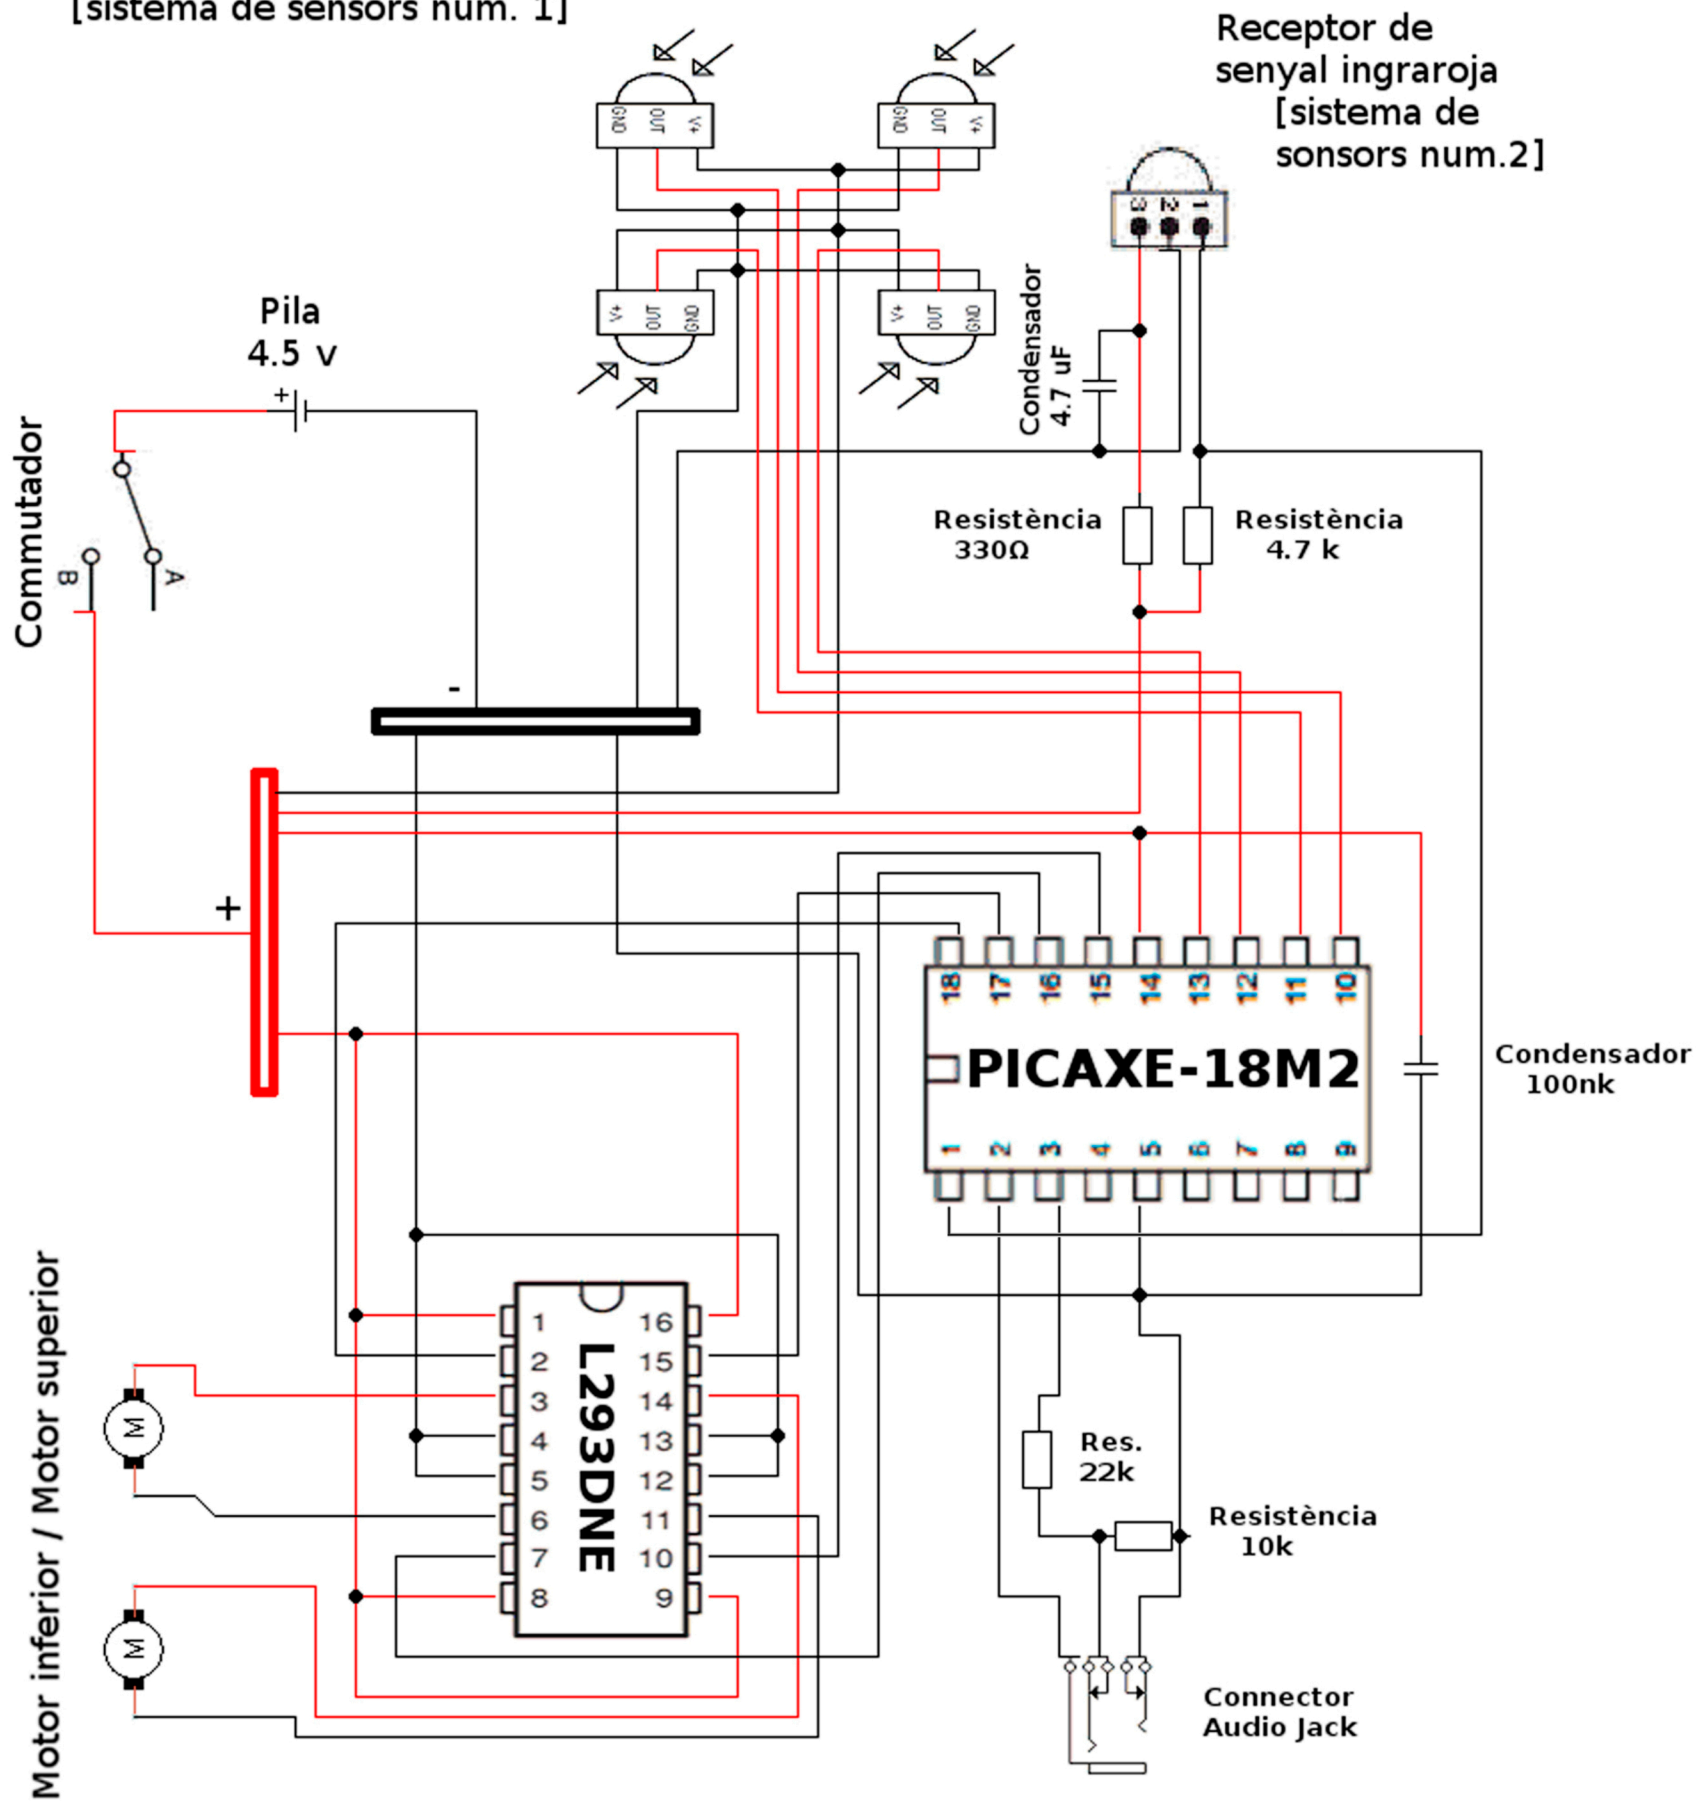 [sistema de sensors num. 1]
Receptor de
senyal ingraroja
[sistema de
sonsors num.2]
GND OUT V+
GND OUT V+
3 2 1
V+ OUT GND
V+ OUT GND
Condensador
4.7 uF
Pila
4.5 v
+
Commutador
B
A
Resistència
330Ω
Resistència
4.7 k
-
+
18 17 16 15 14 13 12 11 10
PICAXE-18M2
1 2 3 4 5 6 7 8 9
Condensador
100nk
Motor inferior / Motor superior
M
M
1 16
2 15
3 14
4 13
5 12
6 11
7 10
8 9
L293DNE
Res.
22k
Resistència
10k
Connector
Audio Jack